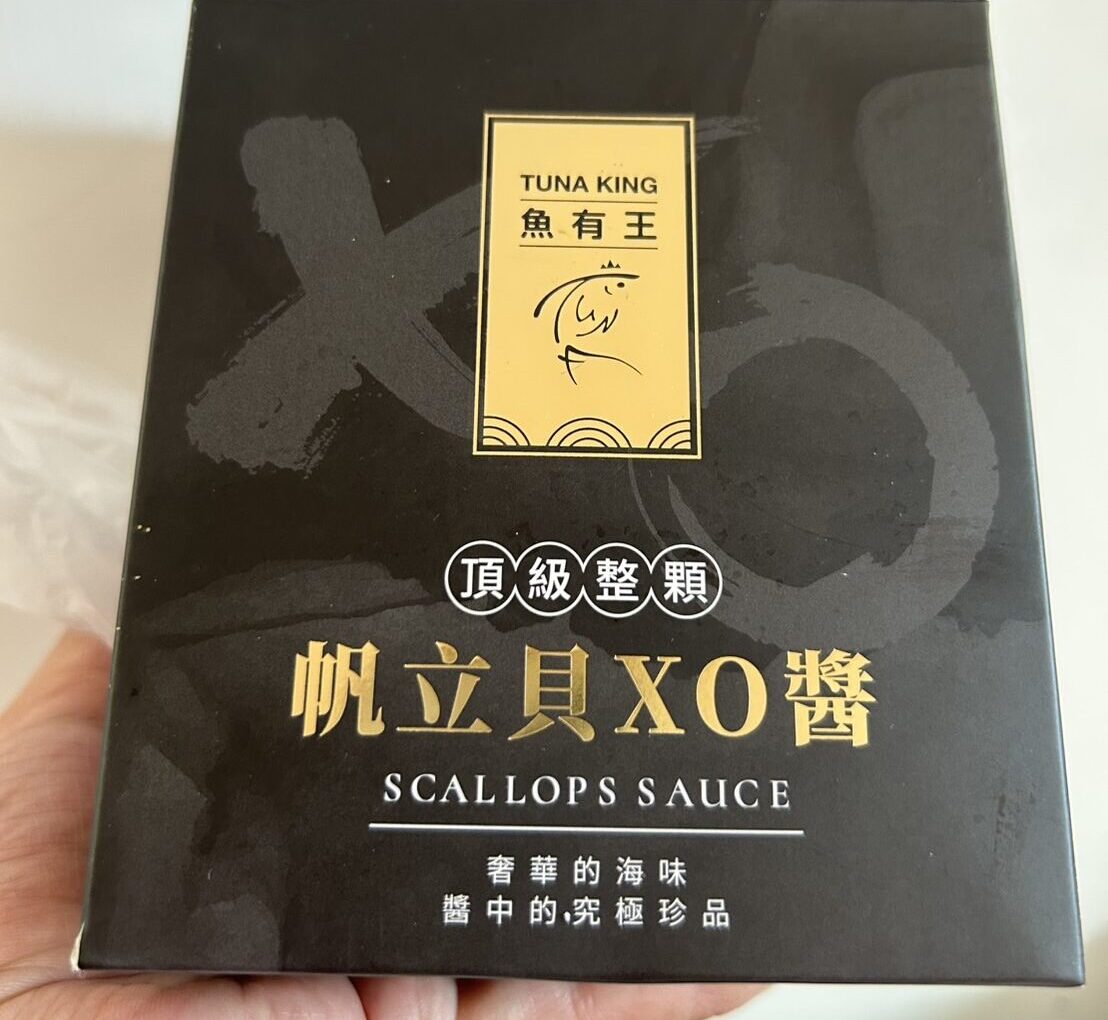 TUNA KING
魚有王
Tuna
頂級整顆
帆立貝XO醬
SCALLOPS SAUCE
奢華的海味
醬中的,究極珍品